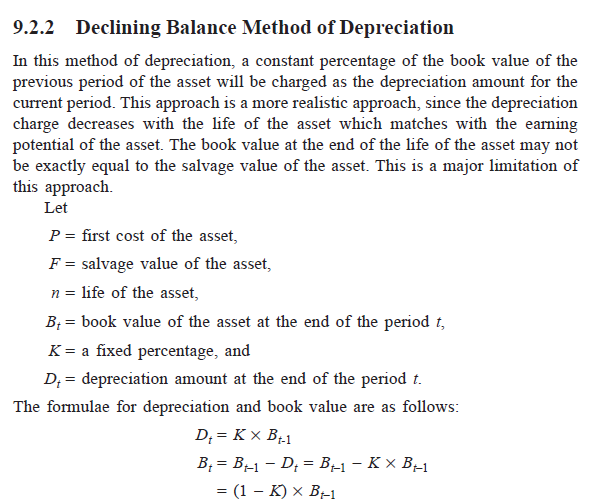 9.2.2 Declining Balance Method of Depreciation
In this method of depreciation, a constant percentage of the book value of the
previous period of the asset will be charged as the depreciation amount for the
current period. This approach is a more realistic approach, since the depreciation
charge decreases with the life of the asset which matches with the earning
potential of the asset. The book value at the end of the life of the asset may not
be exactly equal to the salvage value of the asset. This is a major limitation of
this approach.
Let
P = first cost of the asset,
F = salvage value of the asset,
n = life of the asset,
B_t = book value of the asset at the end of the period t,
K = a fixed percentage, and
D_t = depreciation amount at the end of the period t.
The formulae for depreciation and book value are as follows:
D_t = K × B_{t-1}
B_t = B_{t–1} – D_t = B_{t–1} – K × B_{t–1}
= (1 – K) × B_{t–1}